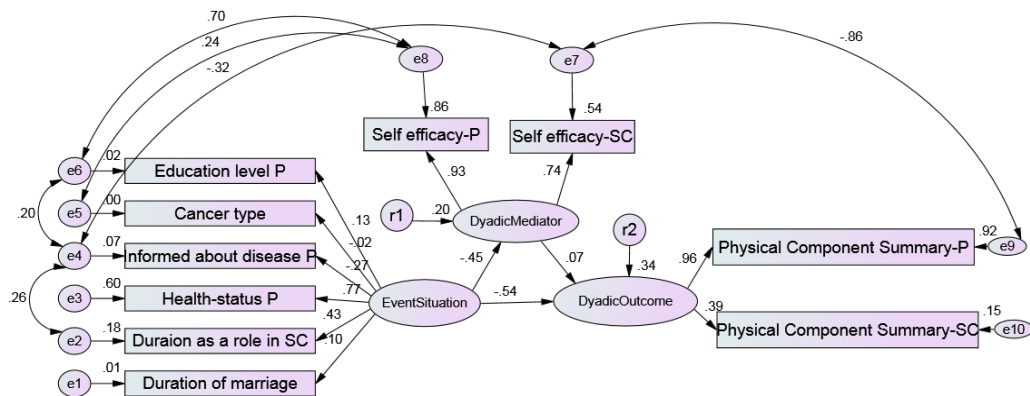 .70
.24
-.32
-.86
e8
e7
.86
.54
Self efficacy-P
Self efficacy-SC
e6
.02
Education level P
.93
.74
.20
e5
.00
Cancer type
.13
r1
.20
DyadicMediator
r2
e4
.07
Informed about disease P
-.02
-.27
-.45
.07
.34
.96
Physical Component Summary-P
.92
e9
.26
e3
.60
Health-status P
.77
EventSituation
-.54
DyadicOutcome
e2
.18
Duraion as a role in SC
.43
.10
.39
Physical Component Summary-SC
.15
e10
e1
.01
Duration of marriage